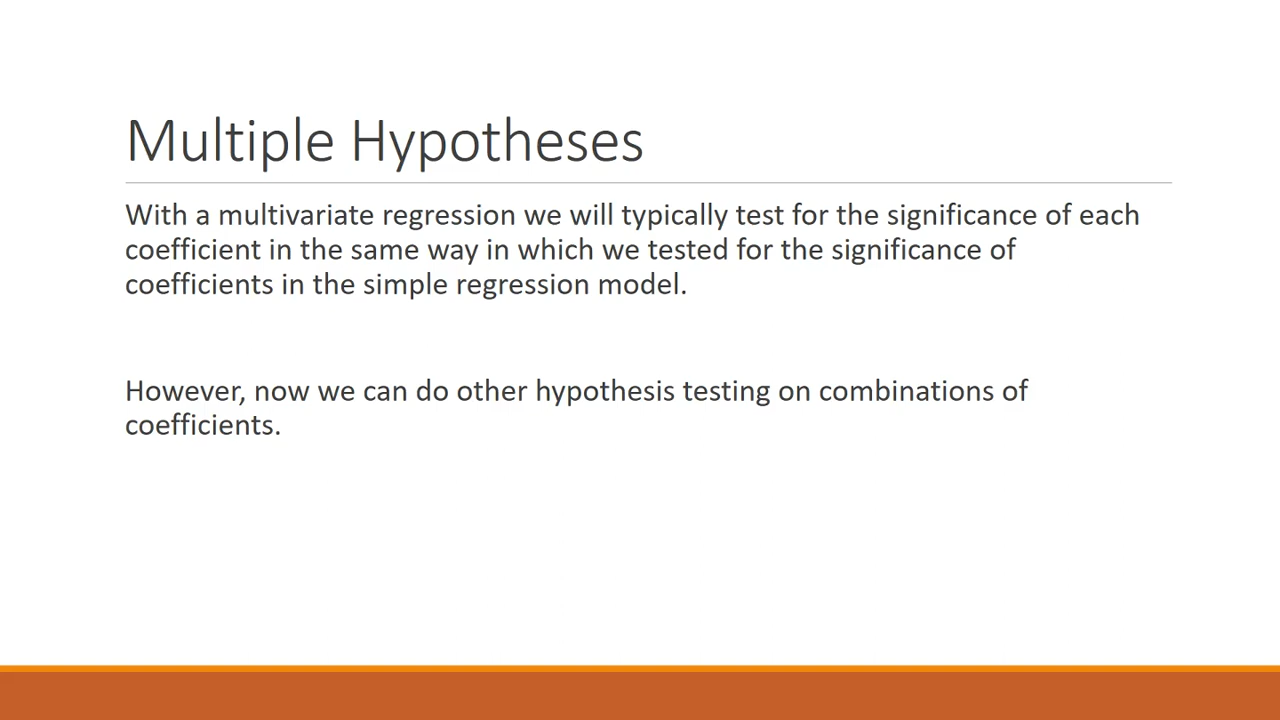 Multiple Hypotheses
With a multivariate regression we will typically test for the significance of each
coefficient in the same way in which we tested for the significance of
coefficients in the simple regression model.
However, now we can do other hypothesis testing on combinations of
coefficients.